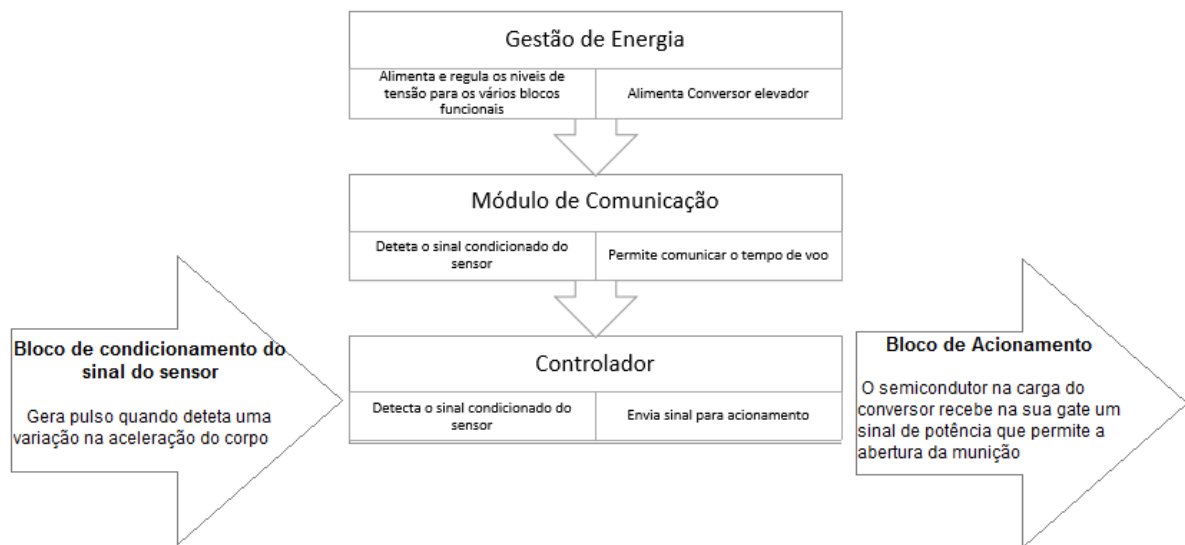 Gestão de Energia
Alimenta e regula os niveis de
tensão para os vários blocos
funcionais
Alimenta Conversor elevador
Módulo de Comunicação
Deteta o sinal condicionado do
sensor
Permite comunicar o tempo de voo
Bloco de condicionamento do
sinal do sensor
Gera pulso quando deteta uma
variação na aceleração do corpo
Controlador
Detecta o sinal condicionado do
sensor
Envia sinal para acionamento
Bloco de Acionamento
O semicondutor na carga do
conversor recebe na sua gate um
sinal de potência que permite a
abertura da munição